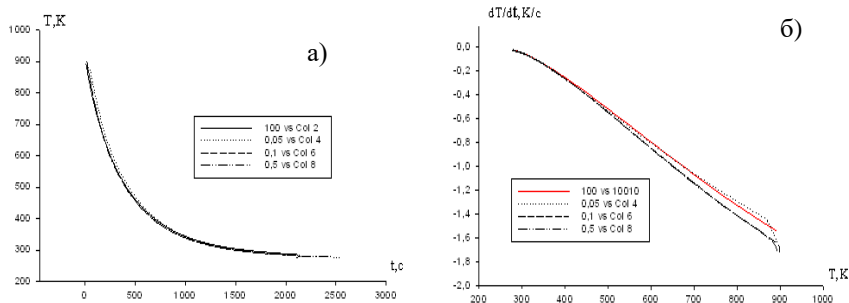 T,K
а)
1000
900
800
700
600
500
400
300
200
0
500
1000
1500
2000
2500
3000
t,c
100 vs Col 2
0,05 vs Col 4
0,1 vs Col 6
0,5 vs Col 8
dT/dt,K/c
б)
0,0
-0,2
-0,4
-0,6
-0,8
-1,0
-1,2
-1,4
-1,6
-1,8
-2,0
200
300
400
500
600
700
800
900
1000
T,K
100 vs 10010
0,05 vs Col 4
0,1 vs Col 6
0,5 vs Col 8